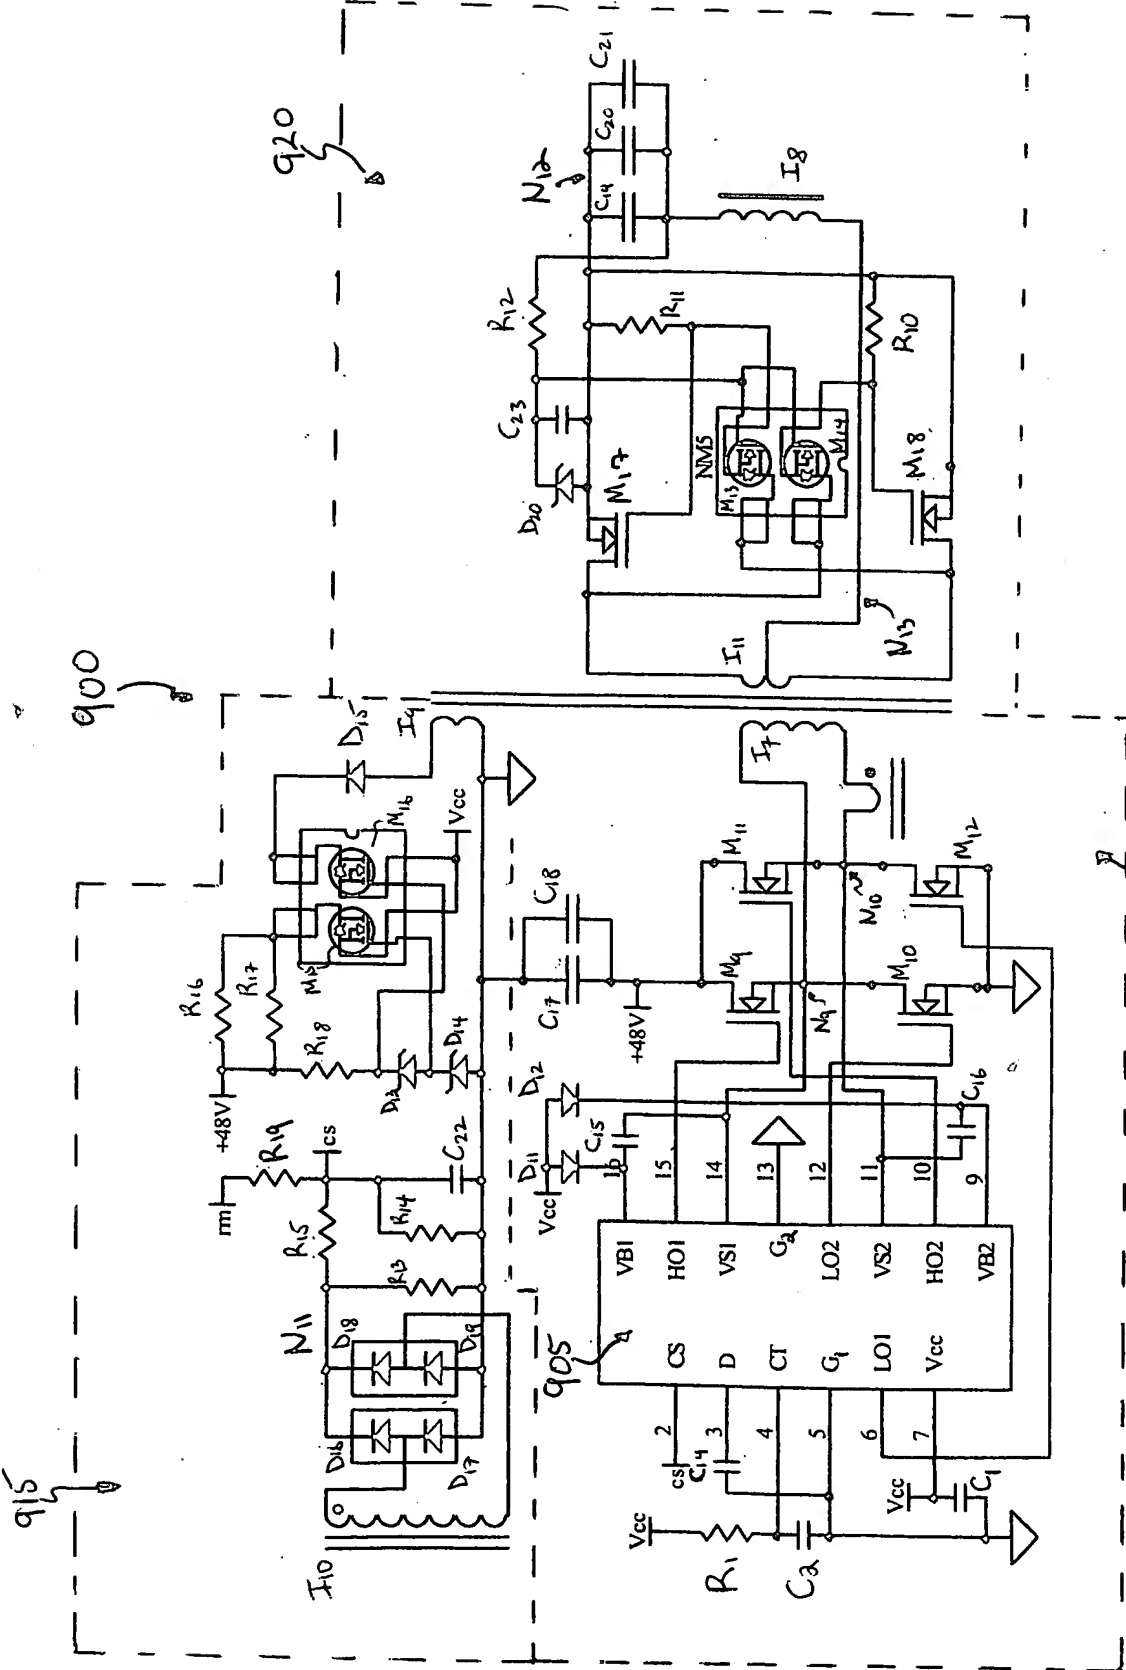 900
915
920
905
I10
D16
D17
D18
D19
N11
R13
R14
R15
R19
cs
C22
+48V
R16
R17
R18
D14
M16
D15
I9
Vcc
C17
C18
+48V
M9
M11
M10
M12
N9
N10
I7
I11
N13
D20
C23
R12
M17
R11
NM5
M13
M14
R10
M18
N12
C14
C20
C21
I8
Vcc
D11
D12
C15
C16
16
15
14
13
12
11
10
9
VB1
HO1
VS1
G2
LO2
VS2
HO2
VB2
CS
D
CT
G1
LO1
Vcc
2
3
4
5
6
7
cs
C14
Vcc
R1
C2
Vcc
C1